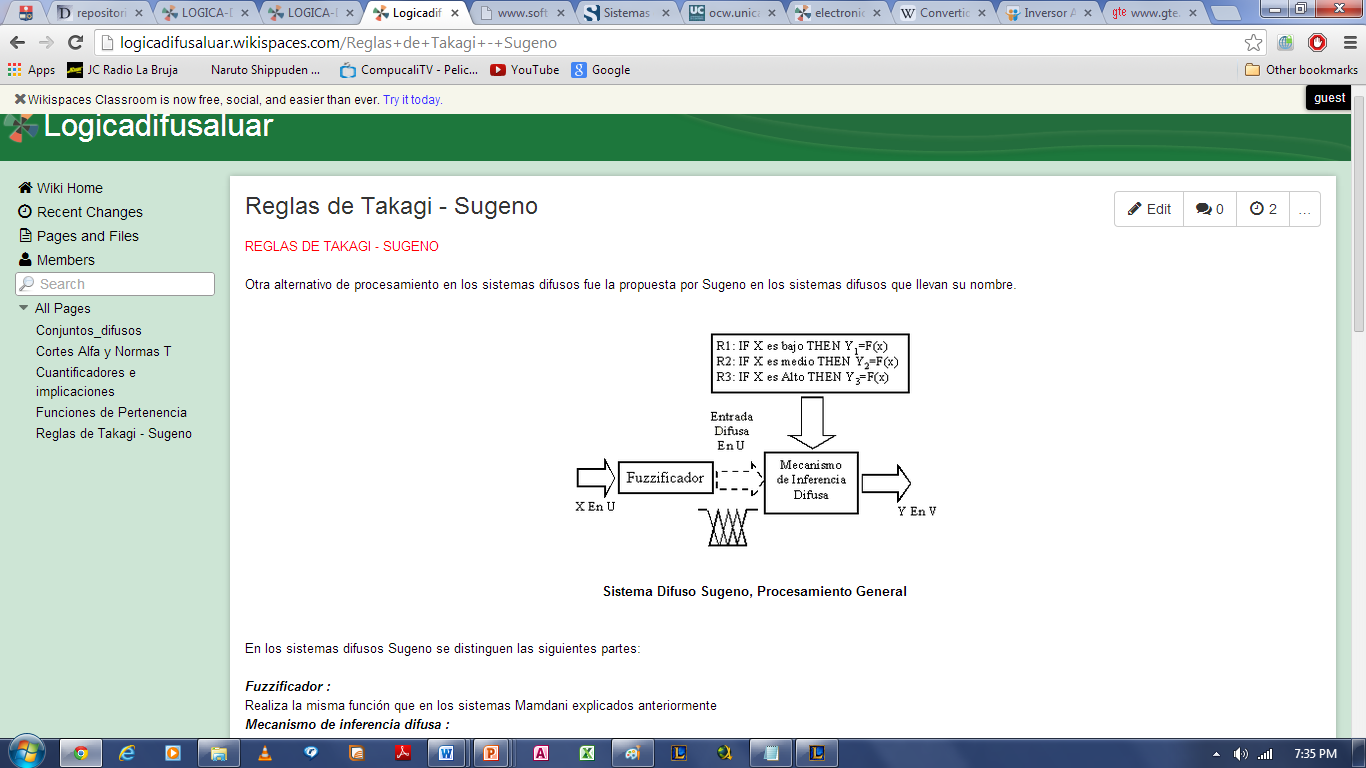 repositori
LOGICA-D
LOGICA-D
Logicadif
www.soft
Sistemas
ocw.unica
electronic
Convertic
Inversor A
www.gte.
logicadifusaluar.wikispaces.com/Reglas+de+Takagi+-+Sugeno
Apps
JC Radio La Bruja
Naruto Shippuden ...
CompucaliTV - Pelic...
YouTube
Google
Other bookmarks
Wikispaces Classroom is now free, social, and easier than ever. Try it today.
guest
Logicadifusaluar
Wiki Home
Recent Changes
Pages and Files
Members
Search
All Pages
Conjuntos_difusos
Cortes Alfa y Normas T
Cuantificadores e
implicaciones
Funciones de Pertenencia
Reglas de Takagi - Sugeno
Reglas de Takagi - Sugeno
Edit
0
2
...
REGLAS DE TAKAGI - SUGENO
Otra alternativo de procesamiento en los sistemas difusos fue la propuesta por Sugeno en los sistemas difusos que llevan su nombre.
R1: IF X es bajo THEN Y1=F(x)
R2: IF X es medio THEN Y2=F(x)
R3: IF X es Alto THEN Y3=F(x)
Entrada
Difusa
En U
Fuzzificador
Mecanismo
de Inferencia
Difusa
X En U
Y En V
Sistema Difuso Sugeno, Procesamiento General
En los sistemas difusos Sugeno se distinguen las siguientes partes:
Fuzzificador :
Realiza la misma función que en los sistemas Mamdani explicados anteriormente
Mecanismo de inferencia difusa :
7:35 PM